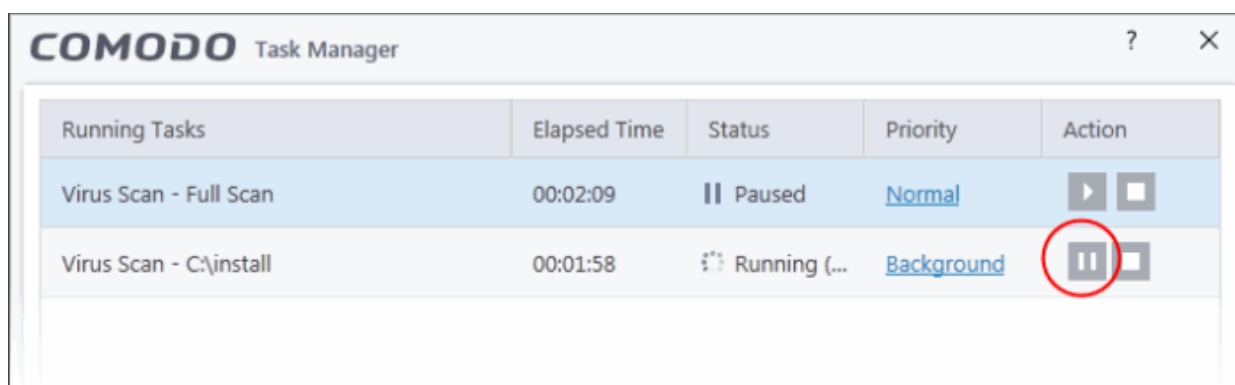 COMODO Task Manager ?
Running Tasks Elapsed Time Status Priority Action
Virus Scan - Full Scan 00:02:09 Paused Normal
Virus Scan - C:\install 00:01:58 Running (... Background